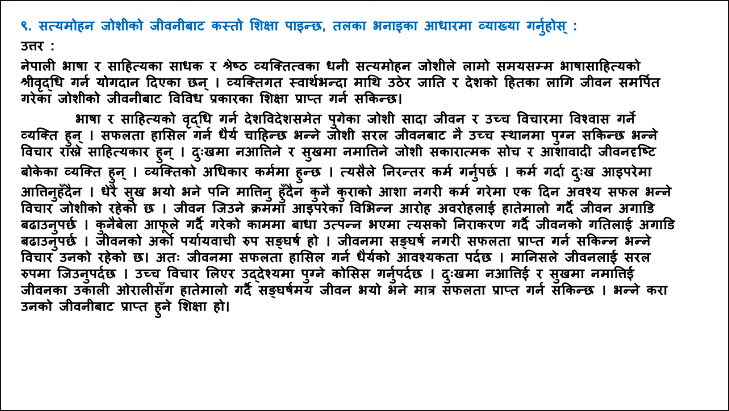 ९. सत्यमोहन जोशीको जीवनीबाट कस्तो शिक्षा पाइन्छ, तलका भनाइका आधारमा व्याख्या गर्नुहोस् :
उत्तर :
नेपाली भाषा र साहित्यका साधक र श्रेष्ठ व्यक्तित्वका धनी सत्यमोहन जोशीले लामो समयसम्म भाषासाहित्यको
श्रीवृद्धि गर्न योगदान दिएका छन् । व्यक्तिगत स्वार्थभन्दा माथि उठेर जाति र देशको हितका लागि जीवन समर्पित
गरेका जोशीको जीवनीबाट विविध प्रकारका शिक्षा प्राप्त गर्न सकिन्छ।
भाषा र साहित्यको वृद्धि गर्न देशविदेशसमेत पुगेका जोशी सादा जीवन र उच्च विचारमा विश्वास गर्ने
व्यक्ति हुन् । सफलता हासिल गर्न धैर्य चाहिन्छ भन्ने जोशी सरल जीवनबाट नै उच्च स्थानमा पुग्न सकिन्छ भन्ने
विचार राख्ने साहित्यकार हुन् । दुःखमा नआत्तिने र सुखमा नमात्तिने जोशी सकारात्मक सोच र आशावादी जीवनदृष्टि
बोकेका व्यक्ति हुन् । व्यक्तिको अधिकार कर्ममा हुन्छ । त्यसैले निरन्तर कर्म गर्नुपर्छ । कर्म गर्दा दुःख आइपरेमा
आत्तिनुहुँदैन । धेरै सुख भयो भने पनि मात्तिनु हुँदैन कुनै कुराको आशा नगरी कर्म गरेमा एक दिन अवश्य सफल भन्ने
विचार जोशीको रहेको छ । जीवन जिउने क्रममा आइपरेका विभिन्न आरोह अवरोहलाई हातेमालो गर्दै जीवन अगाडि
बढाउनुपर्छ । कुनैबेला आफूले गर्दै गरेको काममा बाधा उत्पन्न भएमा त्यसको निराकरण गर्दै जीवनको गतिलाई अगाडि
बढाउनुपर्छ । जीवनको अर्को पर्यायवाची रुप सङ्घर्ष हो । जीवनमा सङ्घर्ष नगरी सफलता प्राप्त गर्न सकिन्न भन्ने
विचार उनको रहेको छ। अतः जीवनमा सफलता हासिल गर्न धैर्यको आवश्यकता पर्दछ । मानिसले जीवनलाई सरल
रुपमा जिउनुपर्दछ । उच्च विचार लिएर उद्देश्यमा पुग्ने कोसिस गर्नुपर्दछ । दुःखमा नआत्तिई र सुखमा नमात्तिई
जीवनका उकाली ओरालीसँग हातेमालो गर्दै सङ्घर्षमय जीवन भयो भने मात्र सफलता प्राप्त गर्न सकिन्छ । भन्ने करा
उनको जीवनीबाट प्राप्त हुने शिक्षा हो।